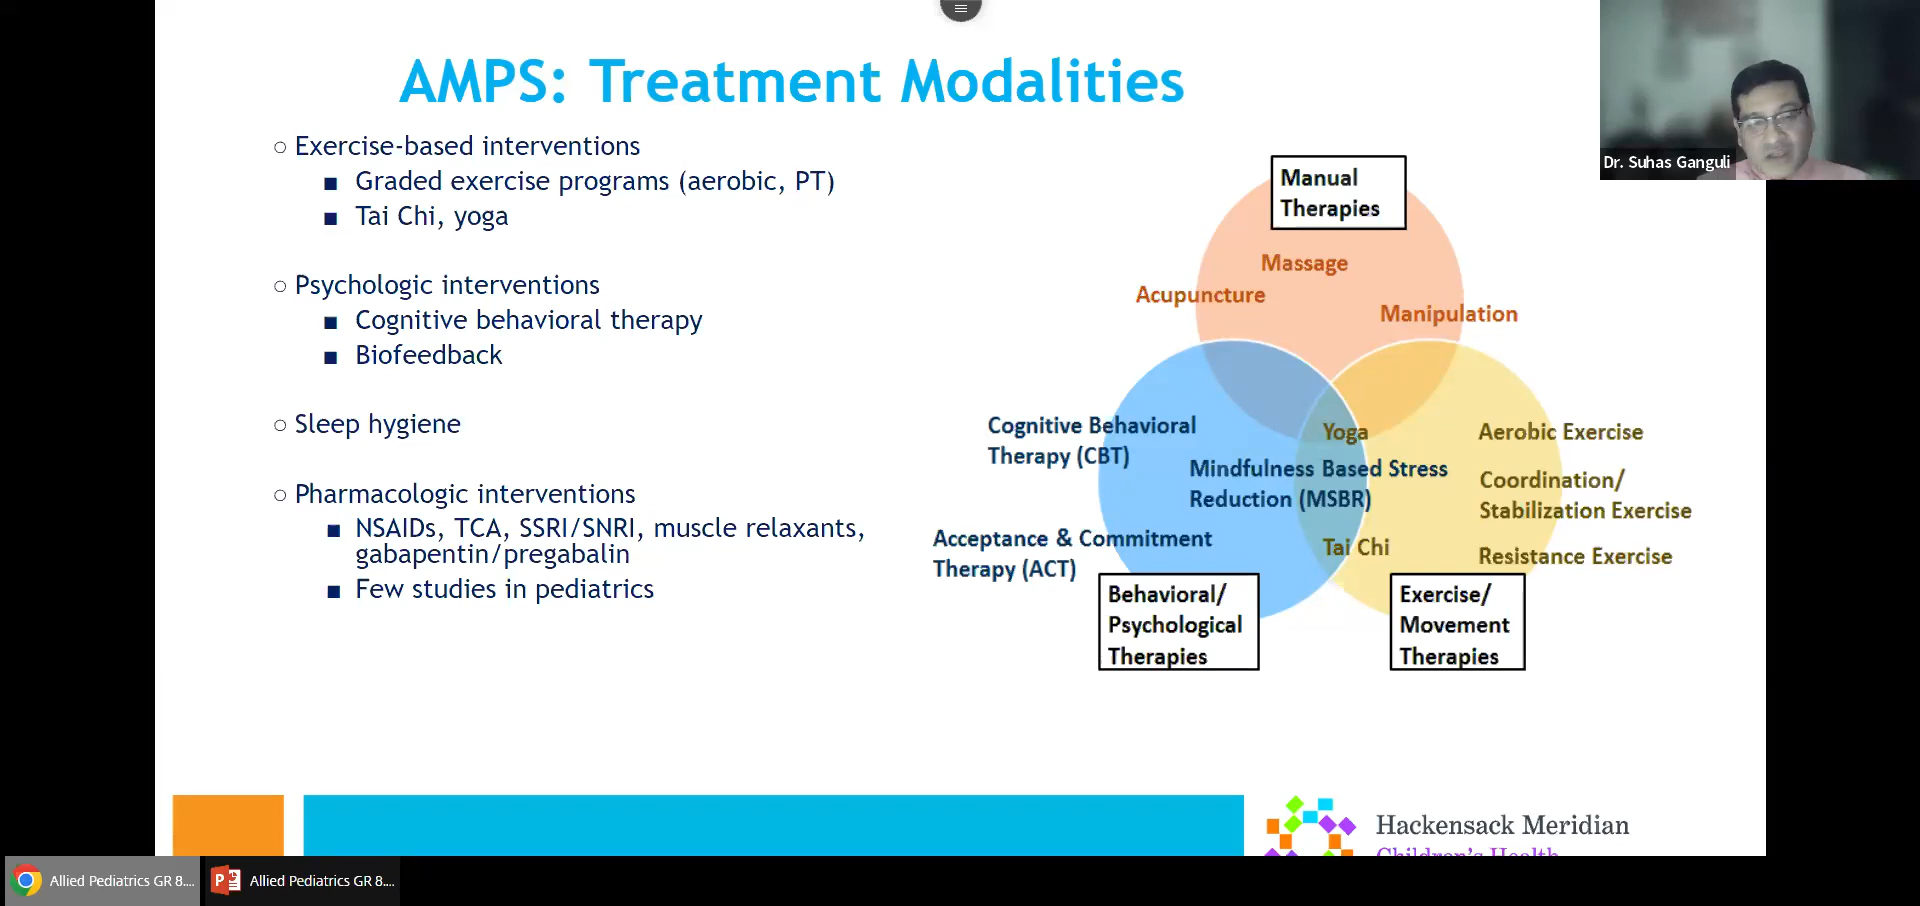 AMPS: Treatment Modalities
Exercise-based interventions
Graded exercise programs (aerobic, PT)
Tai Chi, yoga
Psychologic interventions
Cognitive behavioral therapy
Biofeedback
Sleep hygiene
Pharmacologic interventions
NSAIDs, TCA, SSRI/SNRI, muscle relaxants,
gabapentin/pregabalin
Few studies in pediatrics
Manual
Therapies
Massage
Acupuncture
Manipulation
Cognitive Behavioral
Therapy (CBT)
Yoga
Mindfulness Based Stress
Reduction (MSBR)
Acceptance & Commitment
Therapy (ACT)
Tai Chi
Aerobic Exercise
Coordination/
Stabilization Exercise
Resistance Exercise
Behavioral/
Psychological
Therapies
Exercise/
Movement
Therapies
Dr. Suhas Ganguli
Hackensack Meridian
Children's Health
Allied Pediatrics GR 8....
Allied Pediatrics GR 8....